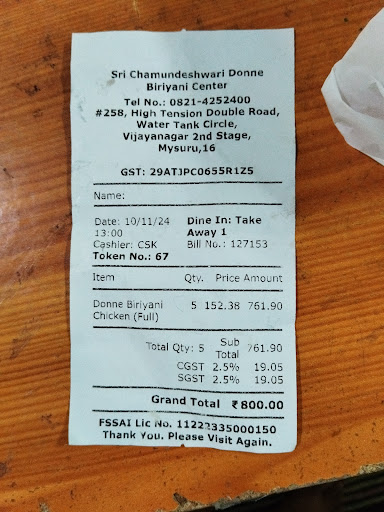 Sri Chamundeshwari Donne
Biriyani Center
Tel No.: 0821-4252400
#258, High Tension Double Road,
Water Tank Circle,
Vijayanagar 2nd Stage,
Mysuru,16
GST: 29ATJPC0655R1Z5
Name:
Date: 10/11/24 Dine In: Take
13:00 Away 1
Cashier: CSK Bill No.: 127153
Token No.: 67
Item Qty. Price Amount
Donne Biriyani 5 152.38 761.90
Chicken (Full)
Total Qty: 5 Sub 761.90
Total
CGST 2.5% 19.05
SGST 2.5% 19.05
Grand Total ₹800.00
FSSAI Lic No. 11222335000150
Thank You. Please Visit Again.